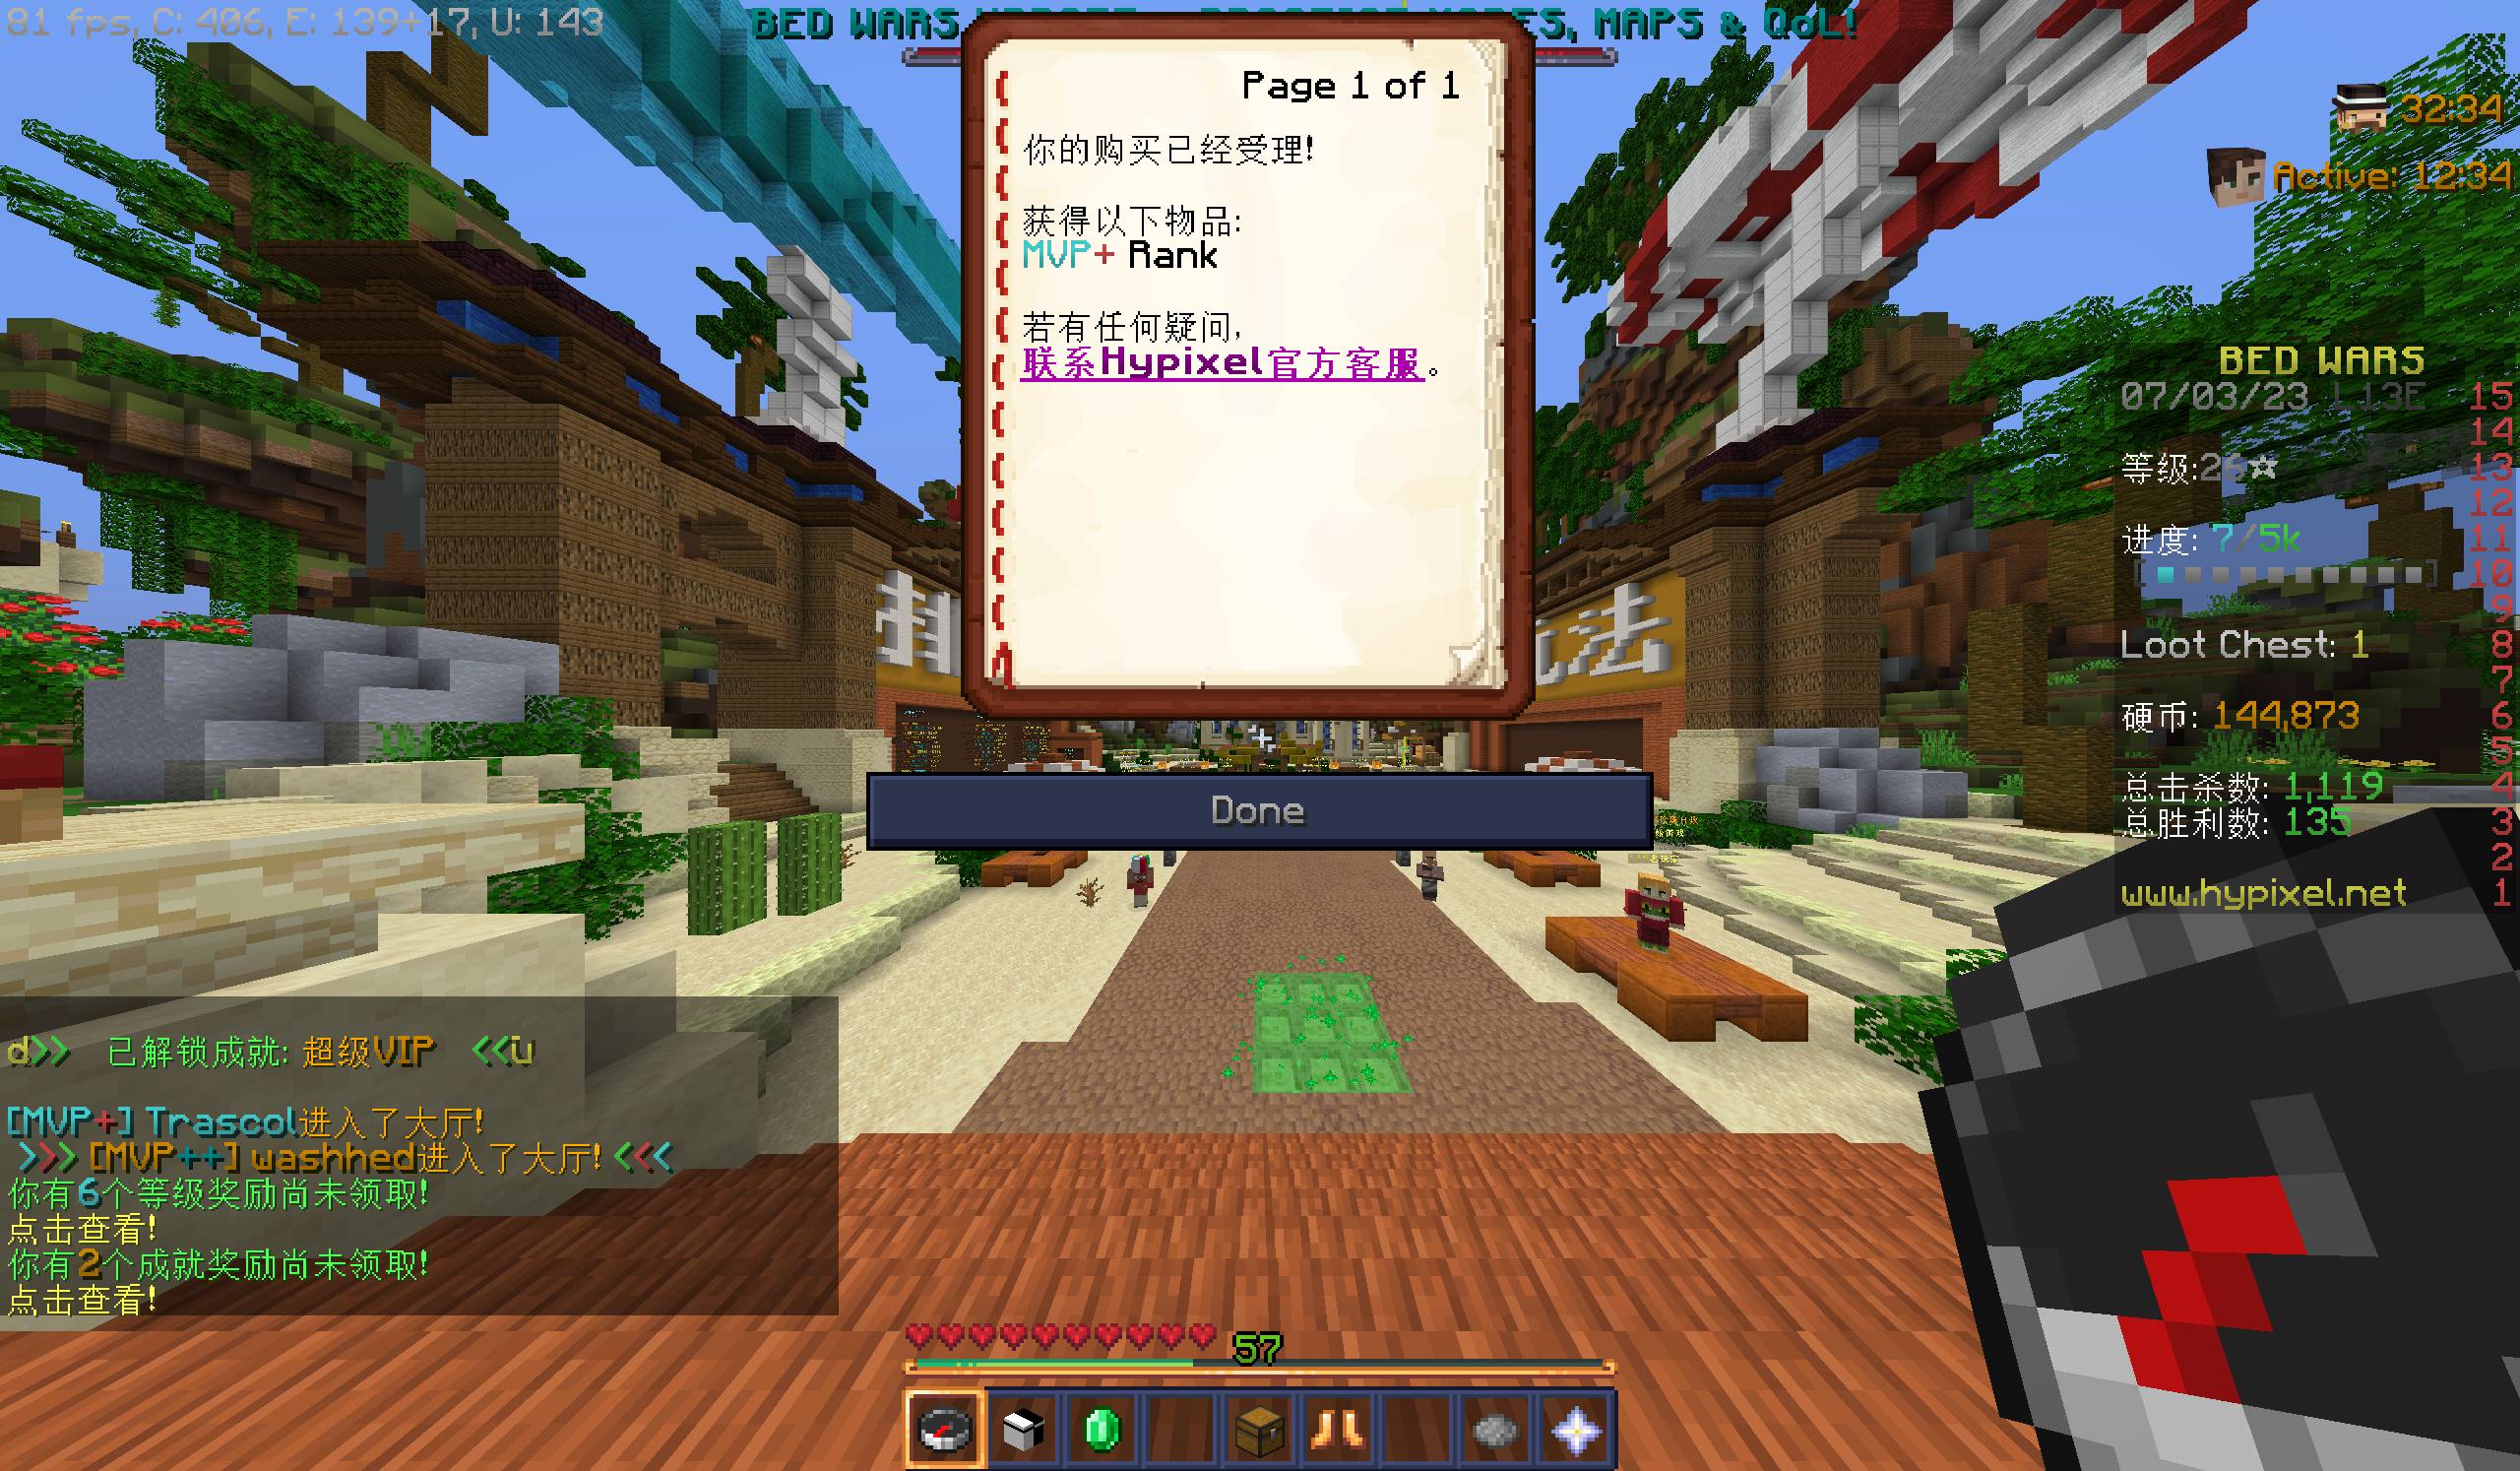 81 fps, C: 406, E: 139+17, U: 143
BED WARS
ES, MAPS & QoL!
Page 1 of 1
你的购买已经受理!
获得以下物品:
MVP+ Rank
若有任何疑问,
联系Hypixel官方客服。
Done
32:34
Active: 12:34
BED WARS
07/03/23 L13E 15
14
等级:26☆ 13
12
进度: 7/5k 11
10
9
Loot Chest: 1 8
7
硬币: 144,873 6
5
总击杀数: 1,119 4
总胜利数: 135 3
2
www.hypixel.net 1
d>> 已解锁成就: 超级VIP <<u
[MVP+] Trascol进入了大厅!
>>> [MVP++] washhed进入了大厅! <<<
你有6个等级奖励尚未领取!
点击查看!
你有2个成就奖励尚未领取!
点击查看!
57